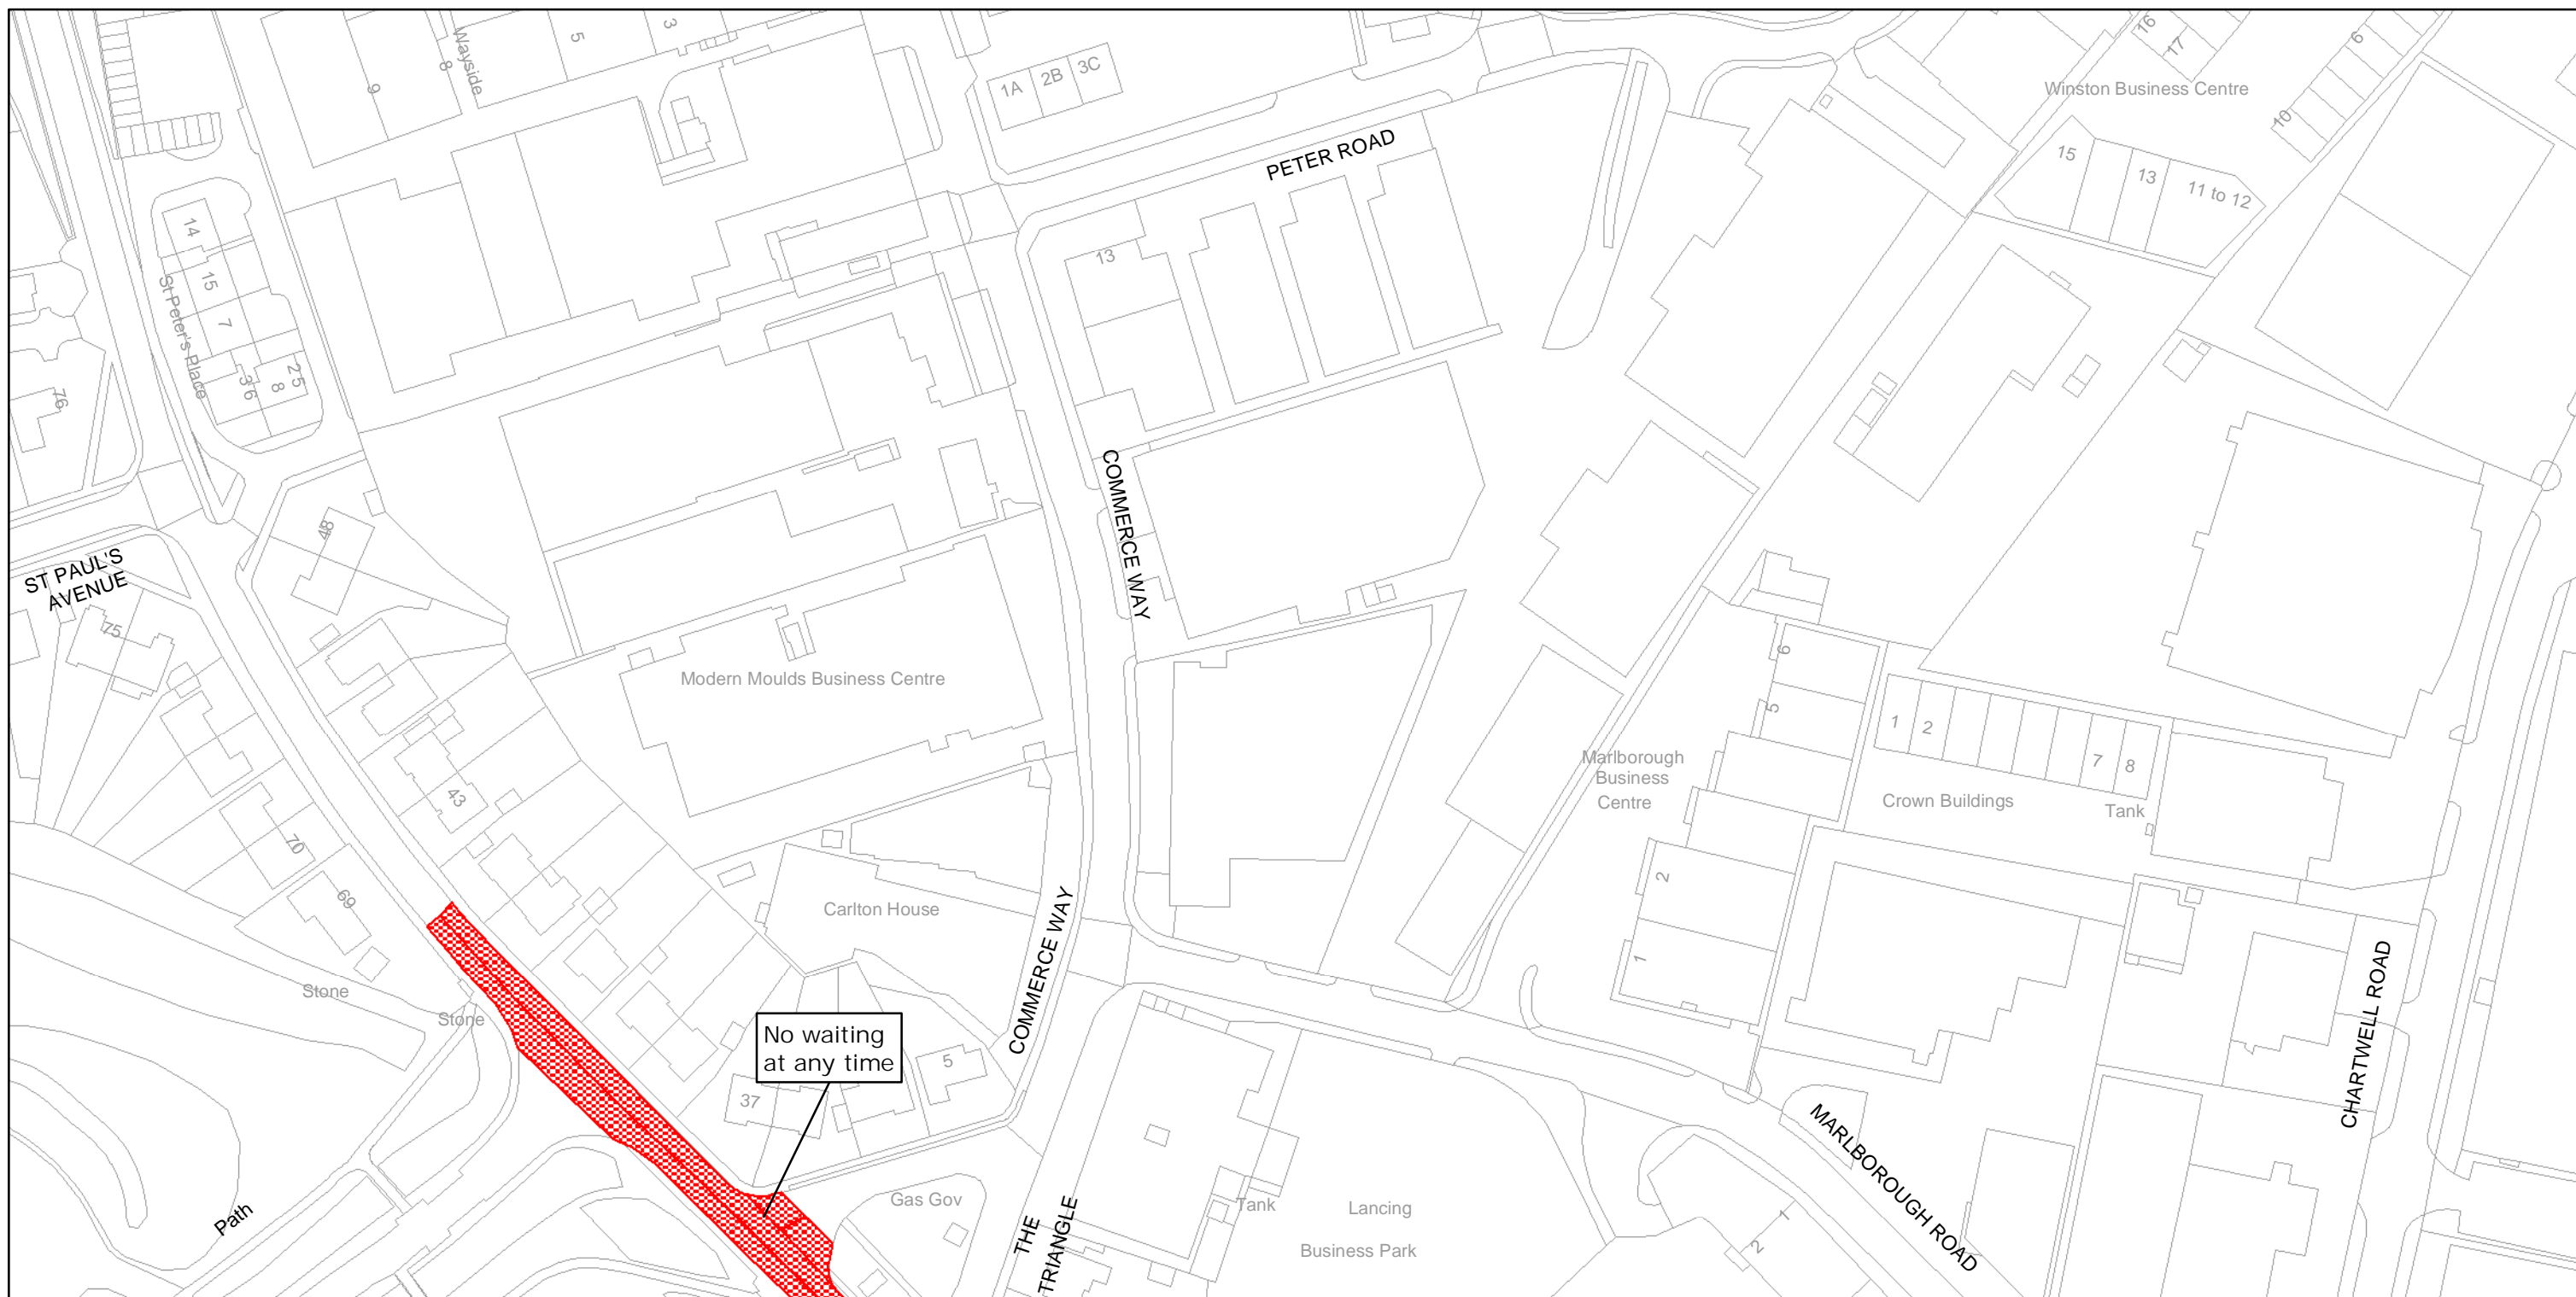 Wayside
8
9
5
3
1A
2B
3C
PETER ROAD
16
17
6
Winston Business Centre
10
15
13
11 to 12
14
15
7
St Peter's Place
3 6
8
2 5
76
13
COMMERCE WAY
48
ST PAUL'S
AVENUE
75
Modern Moulds Business Centre
6
5
1
2
7
8
Marlborough
Business
Centre
Crown Buildings
Tank
43
70
69
2
1
Carlton House
COMMERCE WAY
CHARTWELL ROAD
Stone
Stone
No waiting
at any time
5
37
MARLBOROUGH ROAD
Path
Gas Gov
THE
TRIANGLE
Tank
Lancing
Business Park
1
2